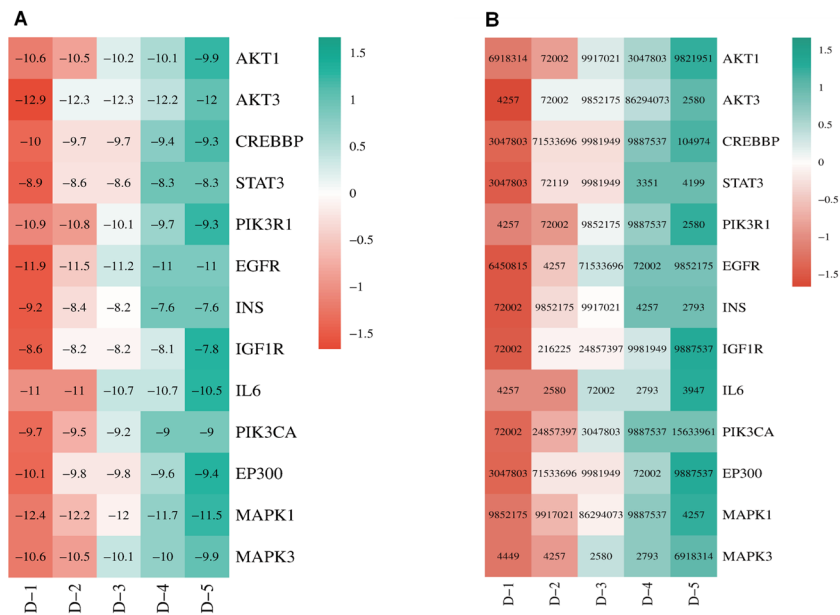 A
−10.6 −10.5 −10.2 −10.1 −9.9 AKT1
−12.9 −12.3 −12.3 −12.2 −12 AKT3
−10 −9.7 −9.7 −9.4 −9.3 CREBBP
−8.9 −8.6 −8.6 −8.3 −8.3 STAT3
−10.9 −10.8 −10.1 −9.7 −9.3 PIK3R1
−11.9 −11.5 −11.2 −11 −11 EGFR
−9.2 −8.4 −8.2 −7.6 −7.6 INS
−8.6 −8.2 −8.2 −8.1 −7.8 IGF1R
−11 −11 −10.7 −10.7 −10.5 IL6
−9.7 −9.5 −9.2 −9 −9 PIK3CA
−10.1 −9.8 −9.8 −9.6 −9.4 EP300
−12.4 −12.2 −12 −11.7 −11.5 MAPK1
−10.6 −10.5 −10.1 −10 −9.9 MAPK3
D−1 D−2 D−3 D−4 D−5
1.5
1
0.5
0
−0.5
−1
−1.5
B
6918314 72002 9917021 3047803 9821951 AKT1
4257 72002 9852175 86294073 2580 AKT3
3047803 71533696 9981949 9887537 104974 CREBBP
3047803 72119 9981949 3351 4199 STAT3
4257 72002 9852175 9887537 2580 PIK3R1
6450815 4257 71533696 72002 9852175 EGFR
72002 9852175 9917021 4257 2793 INS
72002 216225 24857397 9981949 9887537 IGF1R
4257 2580 72002 2793 3947 IL6
72002 24857397 3047803 9887537 15633961 PIK3CA
3047803 71533696 9981949 72002 9887537 EP300
9852175 9917021 86294073 9887537 4257 MAPK1
4449 4257 2580 2793 6918314 MAPK3
D−1 D−2 D−3 D−4 D−5
1.5
1
0.5
0
−0.5
−1
−1.5